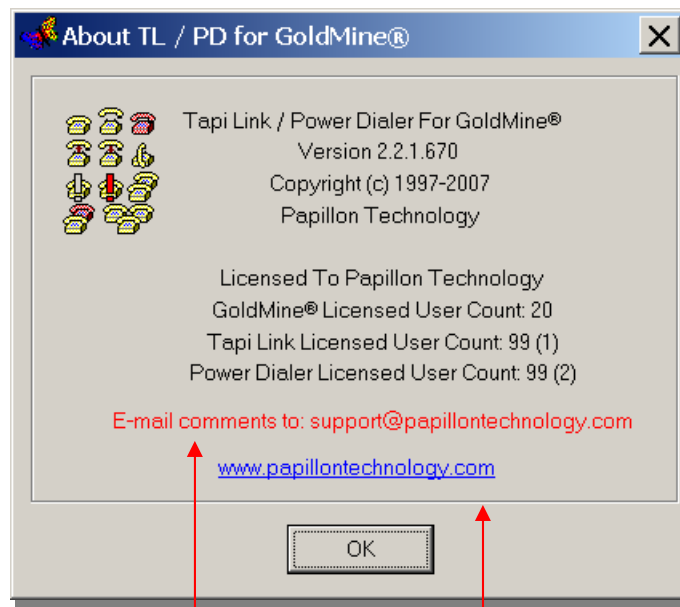 About TL / PD for GoldMine®
Tapi Link / Power Dialer For GoldMine®
Version 2.2.1.670
Copyright (c) 1997-2007
Papillon Technology
Licensed To Papillon Technology
GoldMine® Licensed User Count: 20
Tapi Link Licensed User Count: 99 (1)
Power Dialer Licensed User Count: 99 (2)
E-mail comments to: support@papillontechnology.com
www.papillontechnology.com
OK